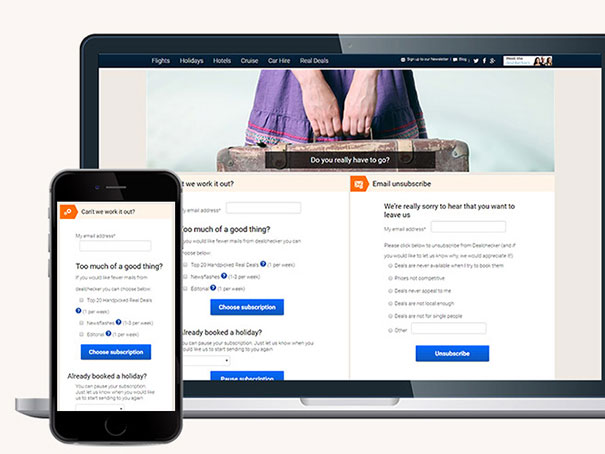 Flights Holidays Hotels Cruise Car Hire Real Deals
Sign up to our Newsletter | Blog
Do you really have to go?
't we work it out?
My email address*
oo much of a good thing?
you would like fewer mails from dealchecker you can
choose below:
Top 20 Handpicked Real Deals ? (1 per week)
Newsflashes ? (1-3 per week)
Editorial ? (1 per week)
Choose subscription
ready booked a holiday?
You can pause your subscription. Just let us know when you
would like us to start sending to you again
Pause subscription
Email unsubscribe
We're really sorry to hear that you want to
leave us
My email address*
Please click below to unsubscribe from Dealchecker (and if
you would like to let us know why, we would appreciate it!)
Deals are never available when I try to book them
Prices not competitive
Deals never appeal to me
Deals are not local enough
Deals are not for single people
Other
Unsubscribe
Can't we work it out?
My email address*
Too much of a good thing?
If you would like fewer mails from
dealchecker you can choose below:
Top 20 Handpicked Real Deals
? (1 per week)
Newsflashes ? (1-3 per week)
Editorial ? (1 per week)
Choose subscription
Already booked a holiday?
You can pause your subscription.
Just let us know when you would like
us to start sending to you again